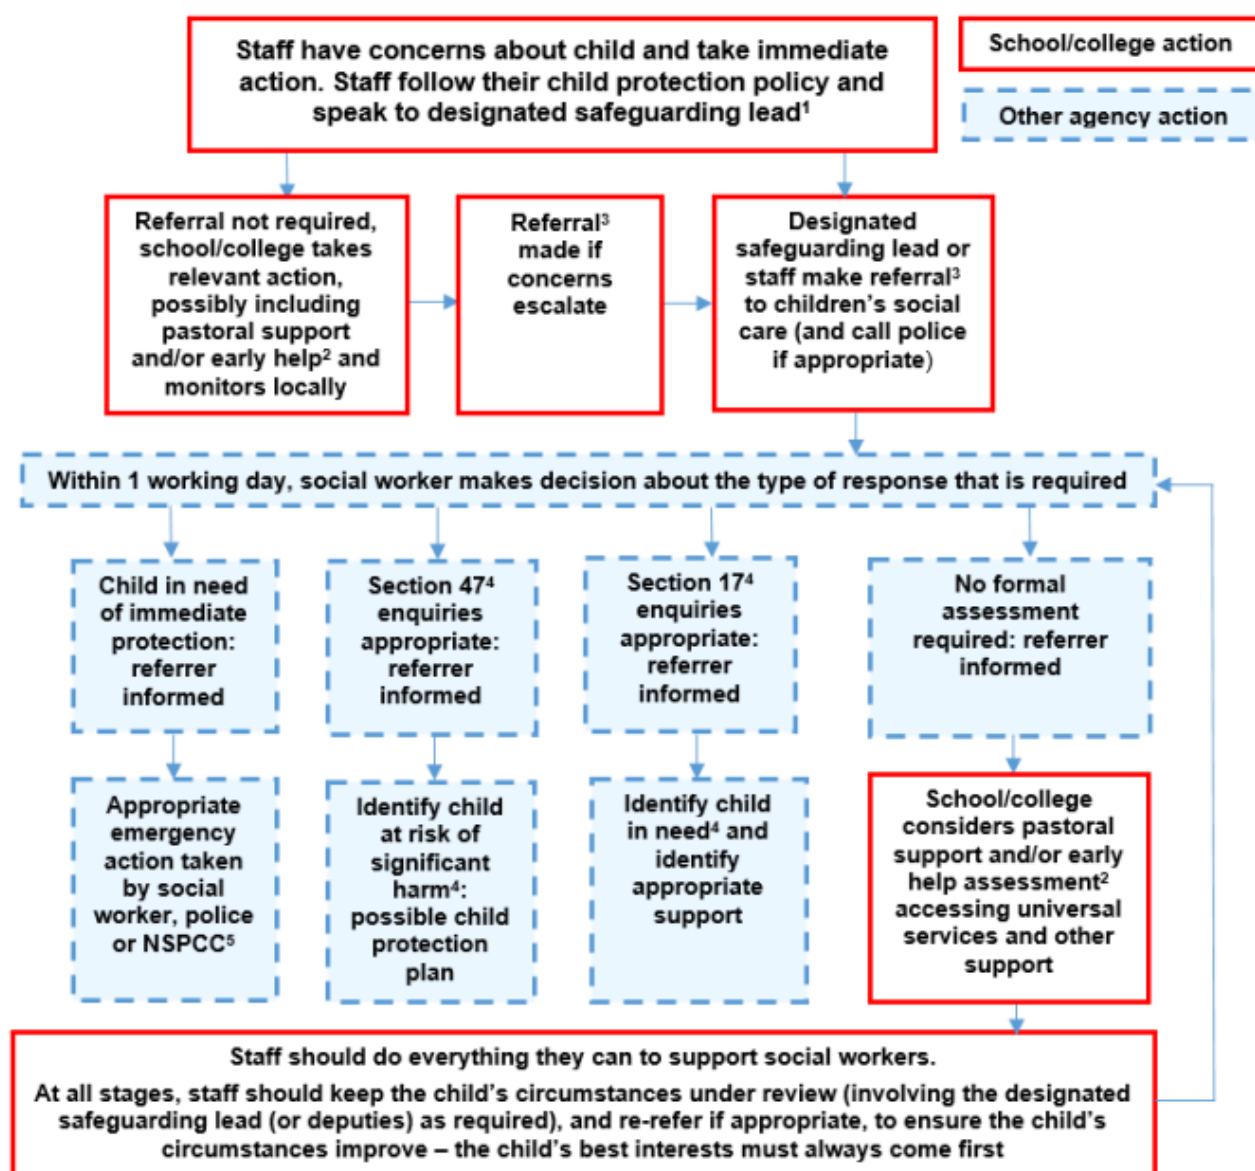 Staff have concerns about child and take immediate
action. Staff follow their child protection policy and
speak to designated safeguarding lead¹
School/college action
Other agency action
Referral not required,
school/college takes
relevant action,
possibly including
pastoral support
and/or early help² and
monitors locally
Referral³
made if
concerns
escalate
Designated
safeguarding lead or
staff make referral³
to children’s social
care (and call police
if appropriate)
Within 1 working day, social worker makes decision about the type of response that is required
Child in need
of immediate
protection:
referrer
informed
Section 47⁴
enquiries
appropriate:
referrer
informed
Section 17⁴
enquiries
appropriate:
referrer
informed
No formal
assessment
required: referrer
informed
Appropriate
emergency
action taken
by social
worker, police
or NSPCC⁵
Identify child
at risk of
significant
harm⁴:
possible child
protection
plan
Identify child
in need⁴ and
identify
appropriate
support
School/college
considers pastoral
support and/or early
help assessment²
accessing universal
services and other
support
Staff should do everything they can to support social workers.
At all stages, staff should keep the child’s circumstances under review (involving the designated
safeguarding lead (or deputies) as required), and re-refer if appropriate, to ensure the child’s
circumstances improve – the child’s best interests must always come first